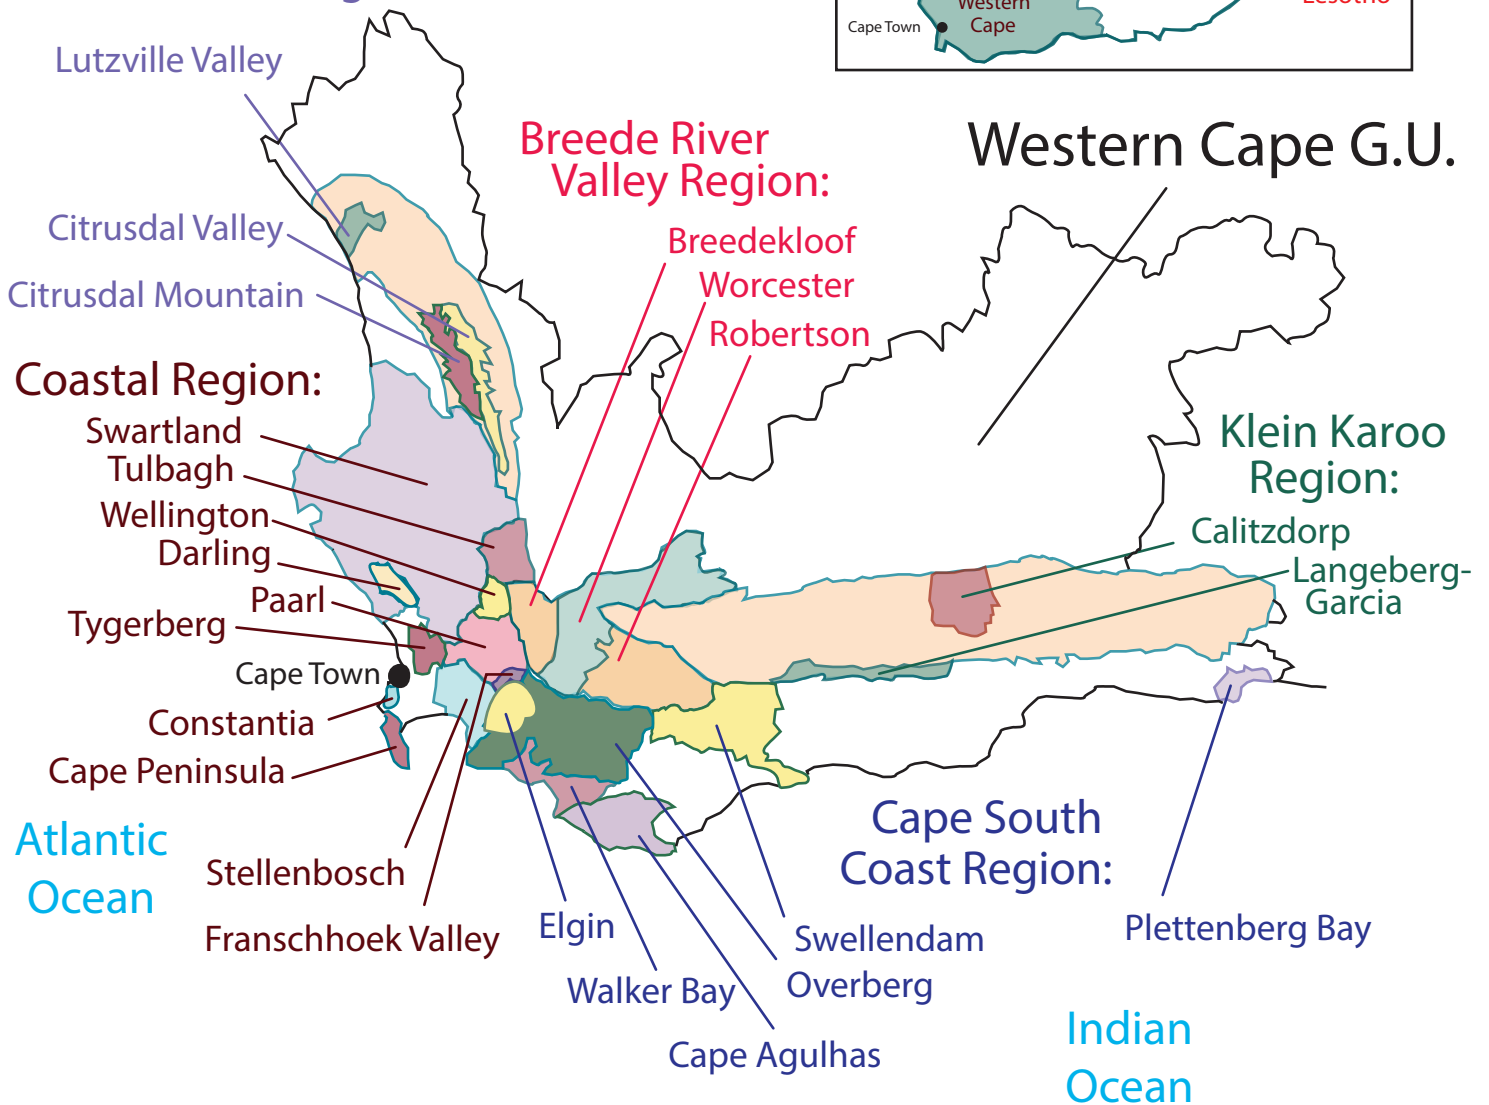 Western
Cape Town
Cape
Lesotho
Lutzville Valley
Citrusdal Valley
Citrusdal Mountain
Breede River
Valley Region:
Breedekloof
Worcester
Robertson
Western Cape G.U.
Coastal Region:
Swartland
Tulbagh
Wellington
Darling
Paarl
Tygerberg
Cape Town
Constantia
Cape Peninsula
Stellenbosch
Franschhoek Valley
Klein Karoo
Region:
Calitzdorp
Langeberg-
Garcia
Cape South
Coast Region:
Elgin
Walker Bay
Cape Agulhas
Swellendam
Overberg
Plettenberg Bay
Atlantic
Ocean
Indian
Ocean